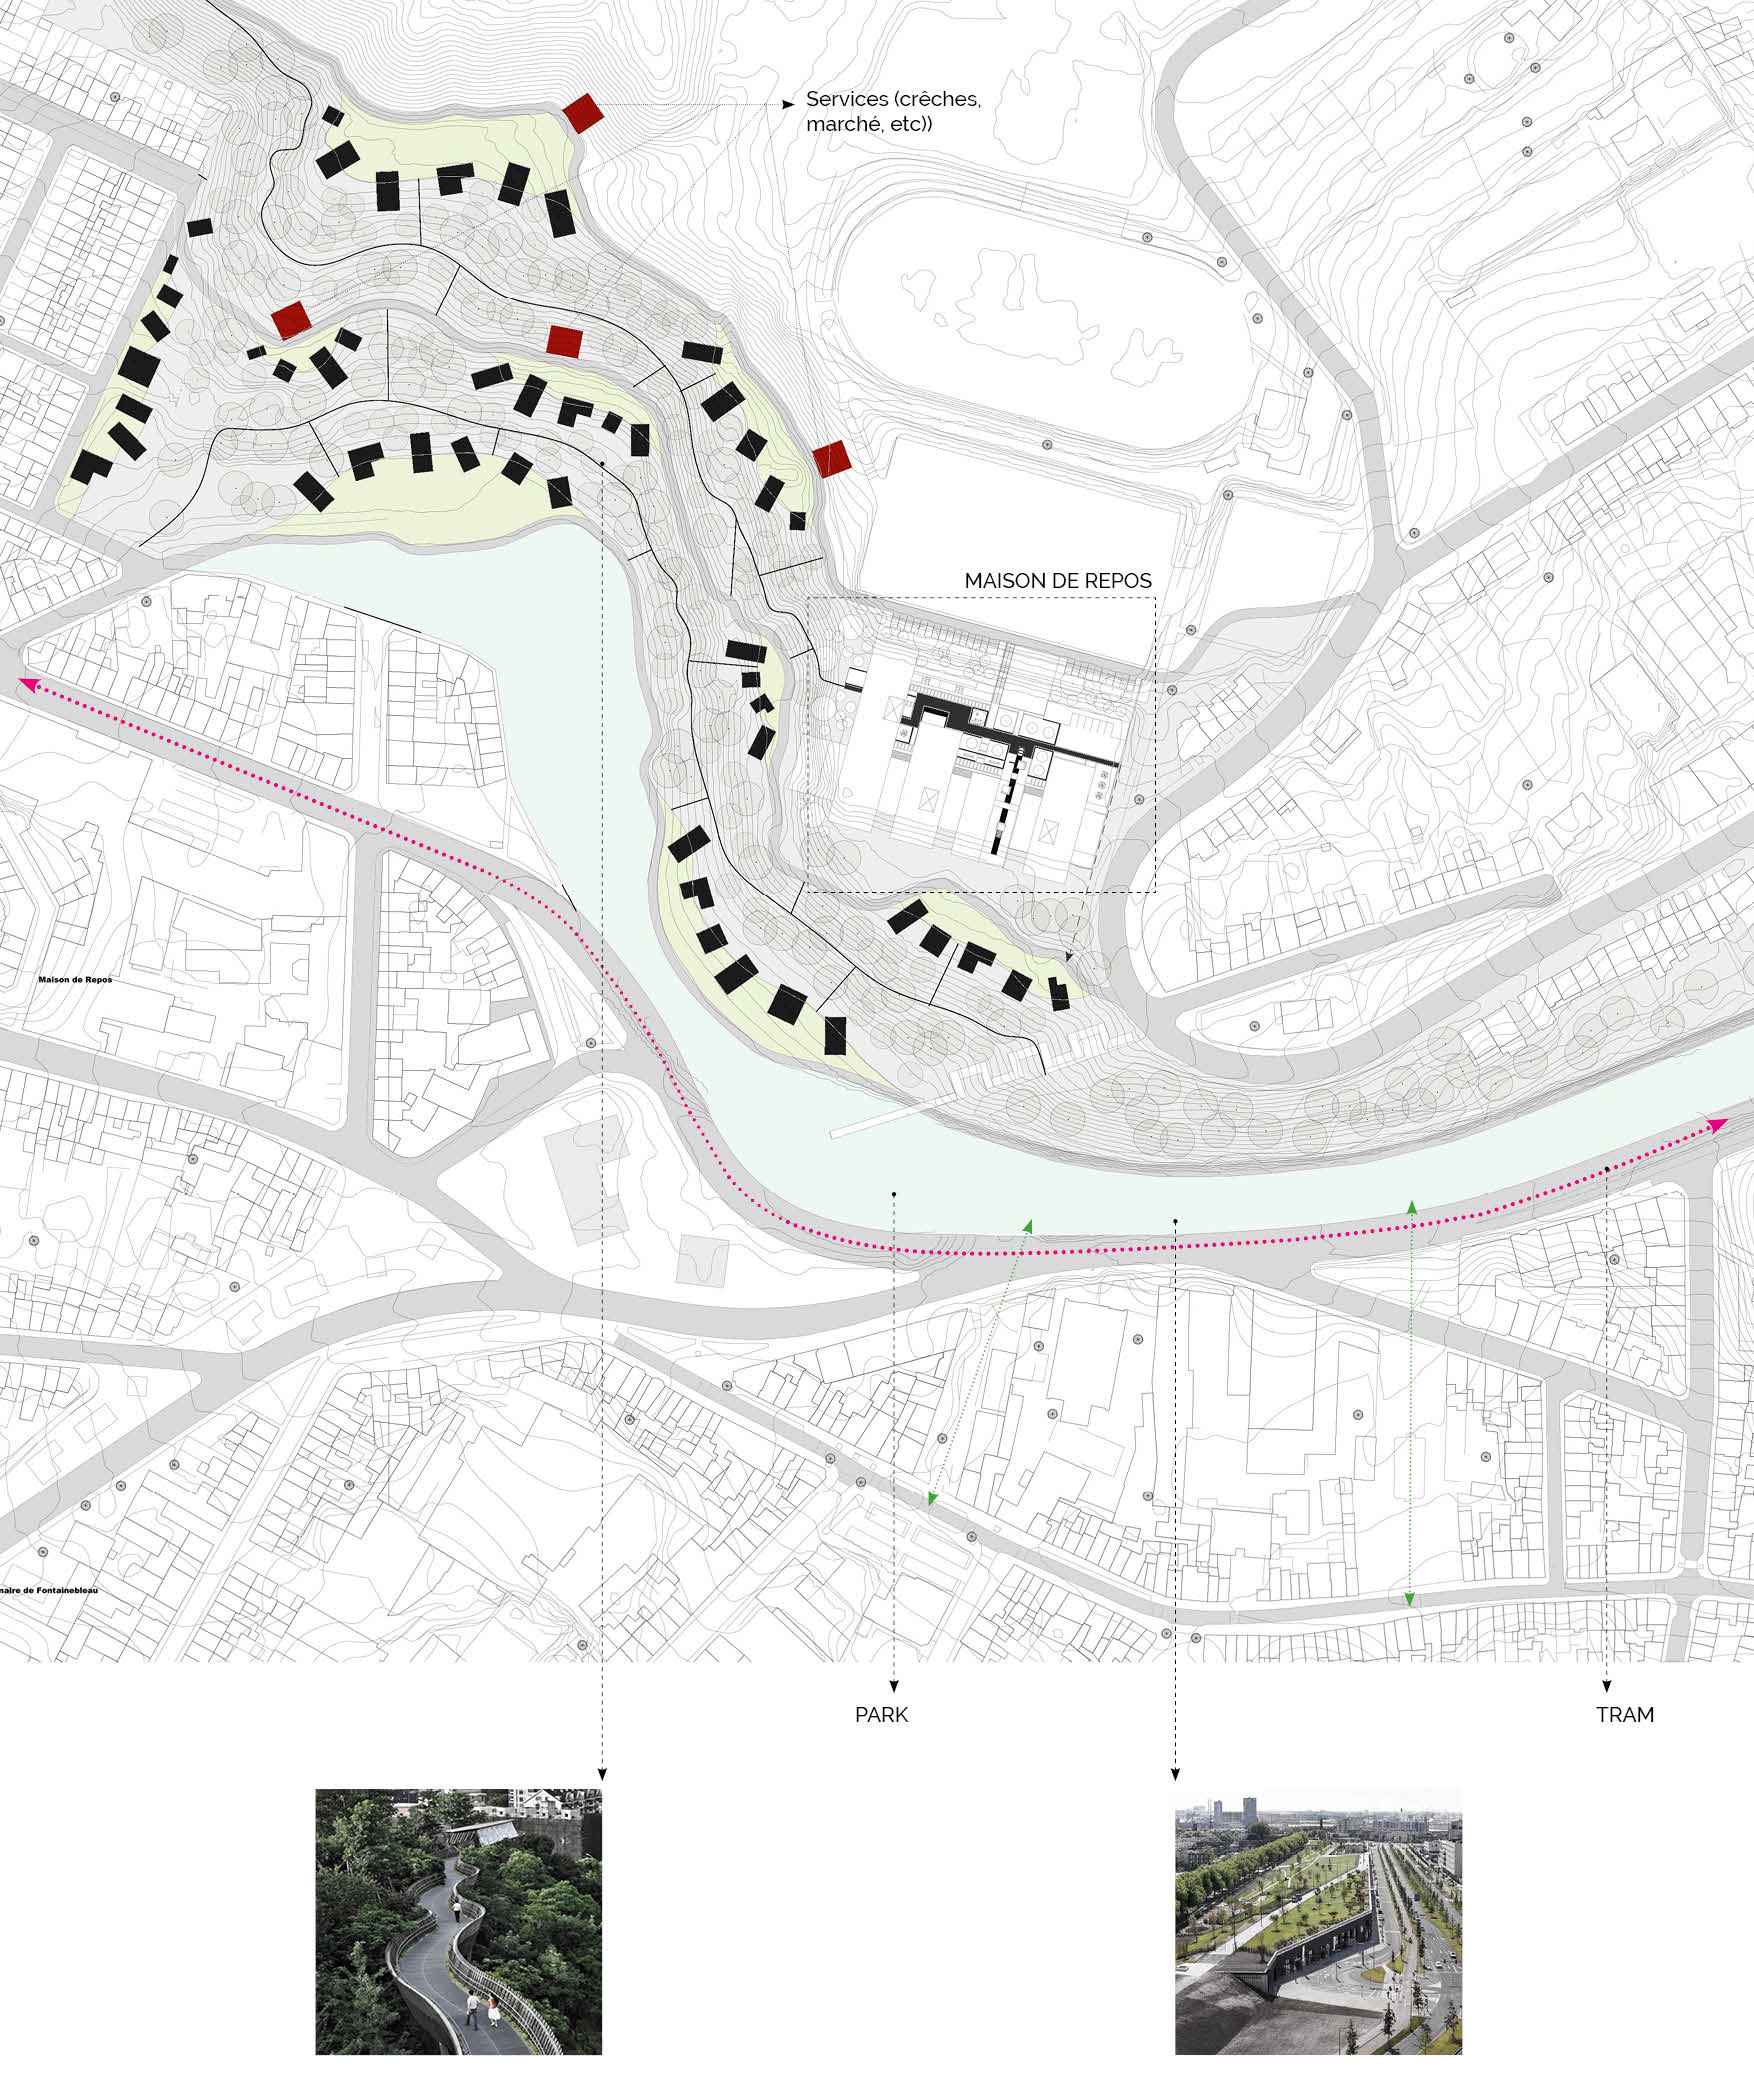 Services (crêches,
marché, etc))
MAISON DE REPOS
Maison de Repos
naire de Fontainebleau
PARK
TRAM